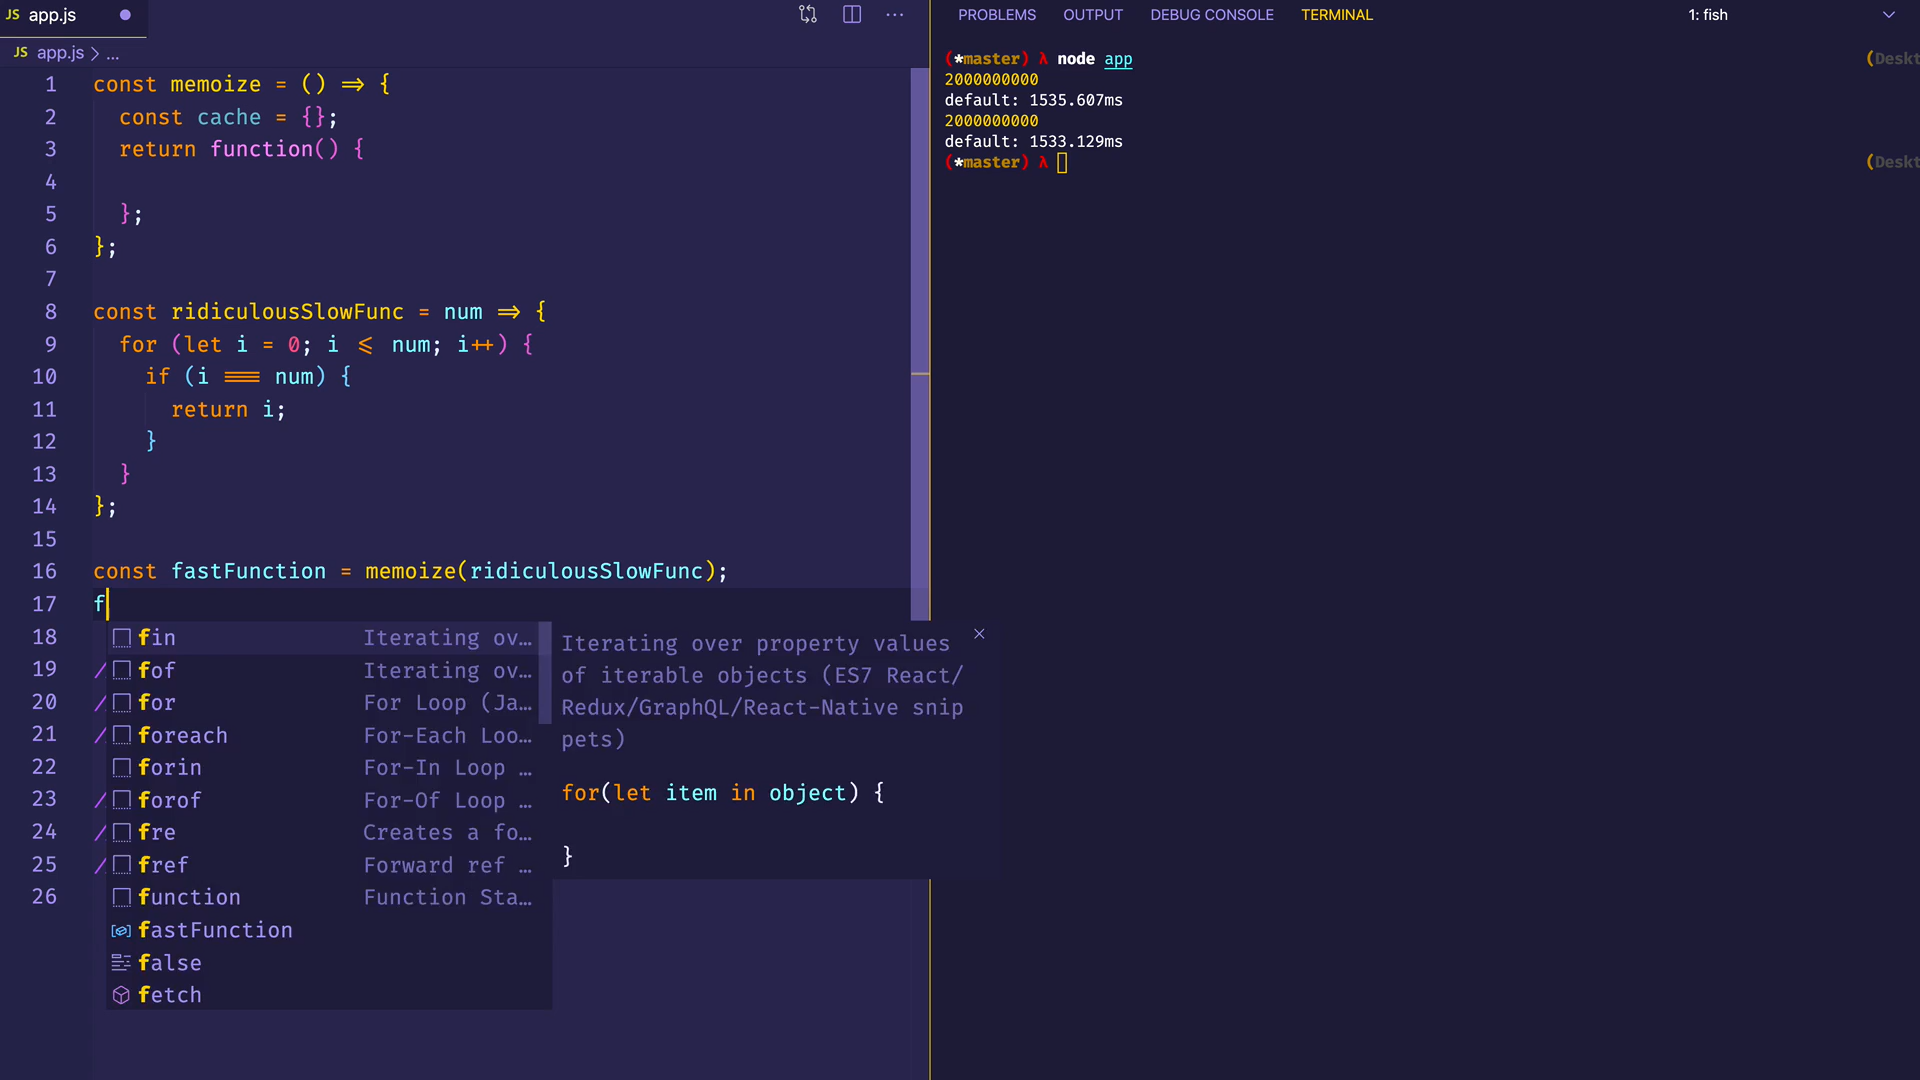 JS app.js
JS app.js > ...
1 const memoize = () => {
2 const cache = {};
3 return function() {
4
5 };
6 };
7
8 const ridiculousSlowFunc = num => {
9 for (let i = 0; i <= num; i++) {
10 if (i === num) {
11 return i;
12 }
13 }
14 };
15
16 const fastFunction = memoize(ridiculousSlowFunc);
17 f
18 fin Iterating ov...
19 / fof Iterating ov...
20 / for For Loop (Ja...
21 / foreach For-Each Loo...
22 forin For-In Loop ...
23 / forof For-Of Loop ...
24 / fre Creates a fo...
25 / fref Forward ref ...
26 function Function Sta...
fastFunction
false
fetch
Iterating over property values
of iterable objects (ES7 React/
Redux/GraphQL/React-Native snip
pets)
for(let item in object) {
}
PROBLEMS OUTPUT DEBUG CONSOLE TERMINAL 1: fish
(*master) λ node app (Deskt
2000000000
default: 1535.607ms
2000000000
default: 1533.129ms
(*master) λ (Deskt